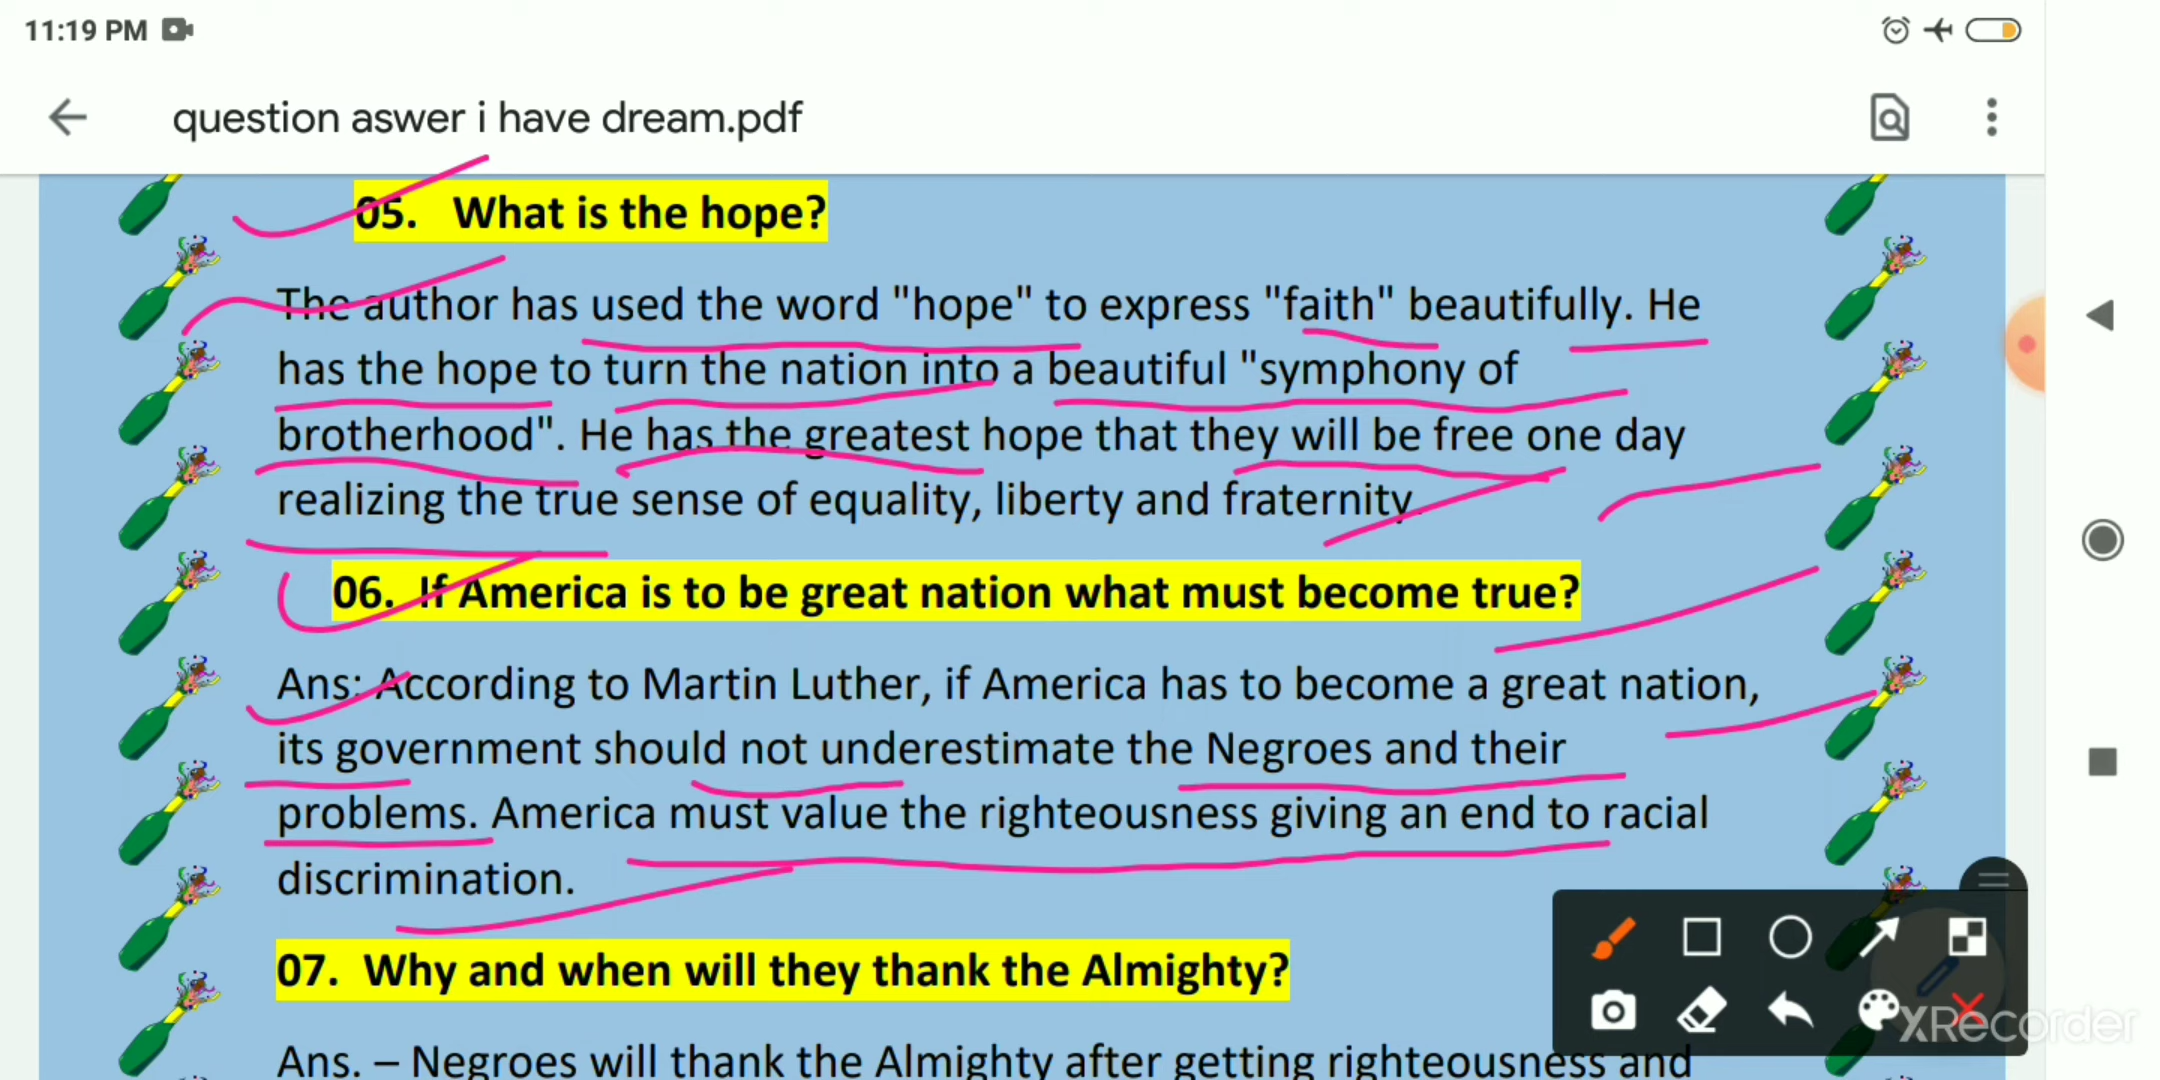 11:19 PM
question aswer i have dream.pdf
05. What is the hope?
The author has used the word "hope" to express "faith" beautifully. He
has the hope to turn the nation into a beautiful "symphony of
brotherhood". He has the greatest hope that they will be free one day
realizing the true sense of equality, liberty and fraternity.
06. If America is to be great nation what must become true?
Ans: According to Martin Luther, if America has to become a great nation,
its government should not underestimate the Negroes and their
problems. America must value the righteousness giving an end to racial
discrimination.
07. Why and when will they thank the Almighty?
Ans. – Negroes will thank the Almighty after getting righteousness and
XRecorder